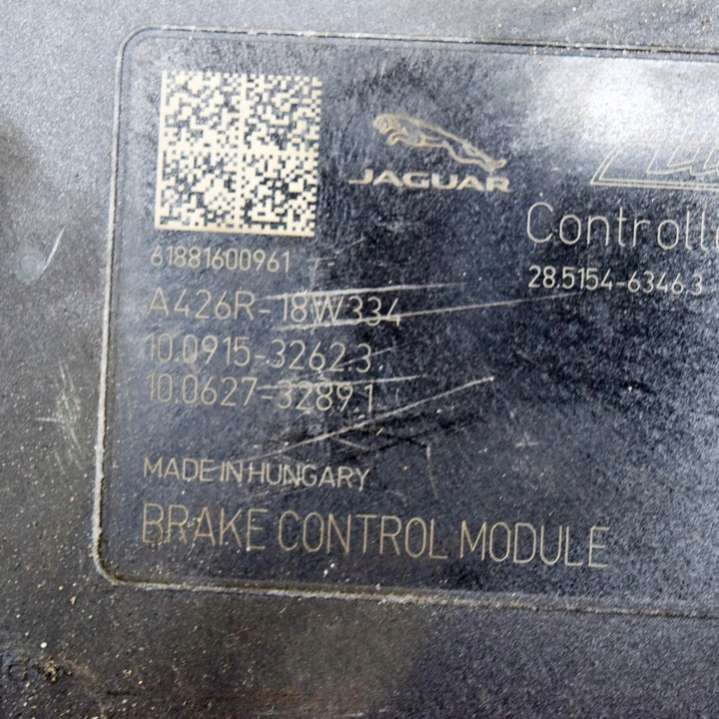 JAGUAR
61881600961
A426R-18W334
10.0915-3262.3
10.0627-3289.1
MADE IN HUNGARY
BRAKE CONTROL MODULE
28.5154-6346.3